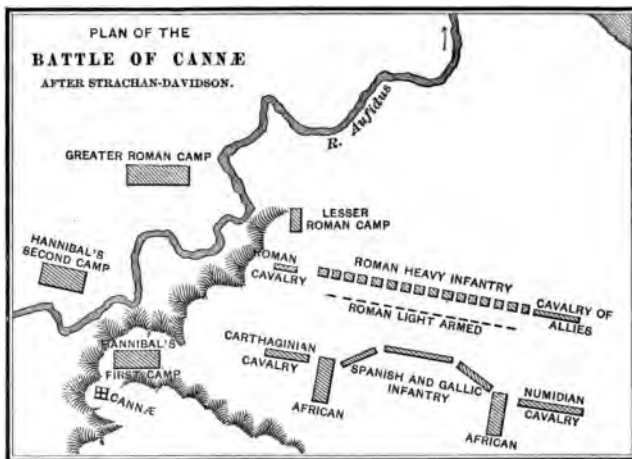 PLAN OF THE
BATTLE OF CANNÆ
AFTER STRACHAN-DAVIDSON.
R. Aufidus
GREATER ROMAN CAMP
LESSER
ROMAN CAMP
HANNIBAL'S
SECOND CAMP
ROMAN
CAVALRY
ROMAN HEAVY INFANTRY
CAVALRY OF
ALLIES
ROMAN LIGHT ARMED
HANNIBAL'S
FIRST CAMP
CARTHAGINIAN
CAVALRY
SPANISH AND GALLIC
INFANTRY
CANNÆ
AFRICAN
AFRICAN
NUMIDIAN
CAVALRY